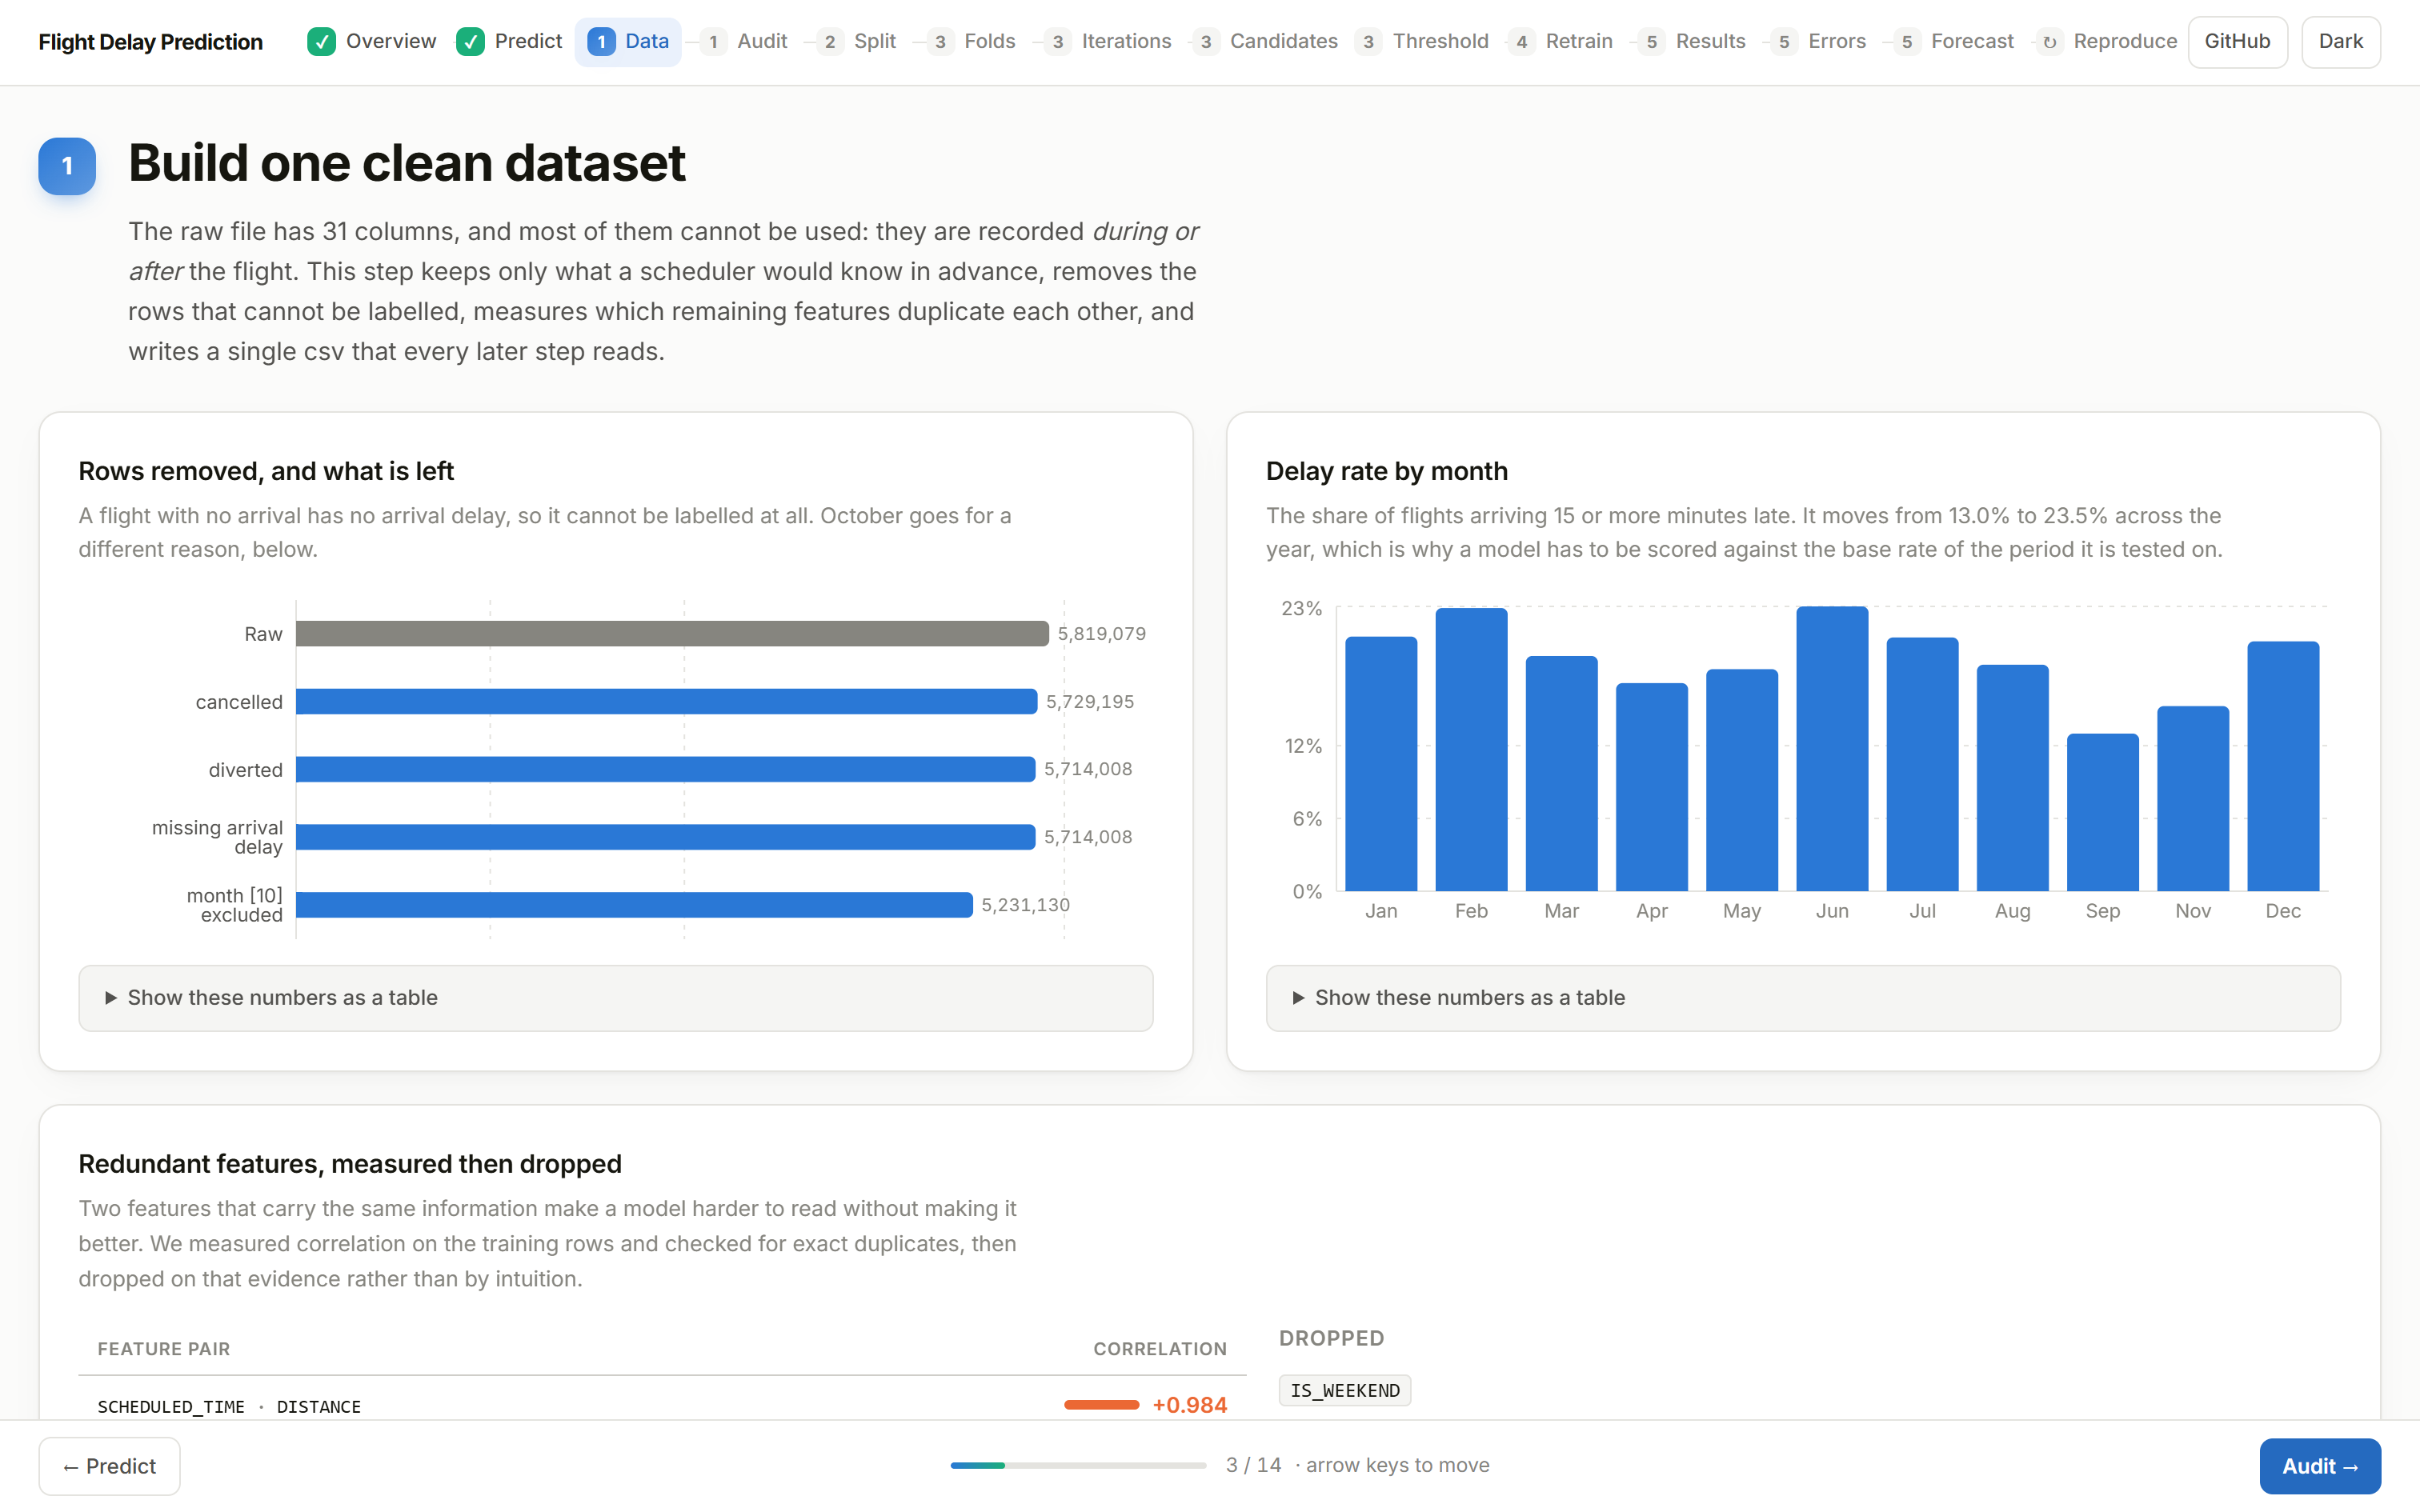 Flight Delay Prediction
✓ Overview
✓ Predict
1 Data
1 Audit
2 Split
3 Folds
3 Iterations
3 Candidates
3 Threshold
4 Retrain
5 Results
5 Errors
5 Forecast
↻ Reproduce
GitHub
Dark
1
Build one clean dataset
The raw file has 31 columns, and most of them cannot be used: they are recorded during or
after the flight. This step keeps only what a scheduler would know in advance, removes the
rows that cannot be labelled, measures which remaining features duplicate each other, and
writes a single csv that every later step reads.
Rows removed, and what is left
A flight with no arrival has no arrival delay, so it cannot be labelled at all. October goes for a
different reason, below.
Raw 5,819,079
cancelled 5,729,195
diverted 5,714,008
missing arrival
delay 5,714,008
month [10]
excluded 5,231,130
▶ Show these numbers as a table
Delay rate by month
The share of flights arriving 15 or more minutes late. It moves from 13.0% to 23.5% across the
year, which is why a model has to be scored against the base rate of the period it is tested on.
23%
12%
6%
0%
Jan Feb Mar Apr May Jun Jul Aug Sep Nov Dec
▶ Show these numbers as a table
Redundant features, measured then dropped
Two features that carry the same information make a model harder to read without making it
better. We measured correlation on the training rows and checked for exact duplicates, then
dropped on that evidence rather than by intuition.
FEATURE PAIR CORRELATION
SCHEDULED_TIME · DISTANCE +0.984
DROPPED
IS_WEEKEND
← Predict
3 / 14 · arrow keys to move
Audit →